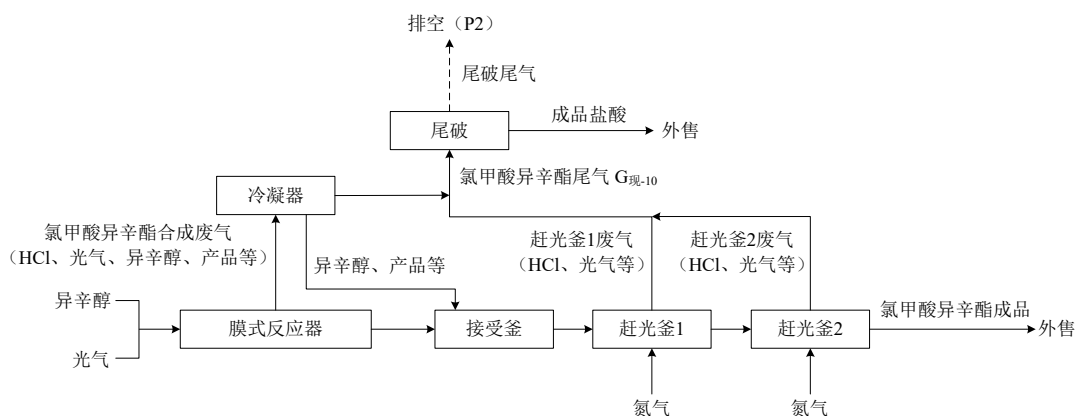 排空（P2）
尾破尾气
尾破
成品盐酸
外售
氯甲酸异辛酯尾气 G现-10
冷凝器
氯甲酸异辛酯合成废气
（HCl、光气、异辛醇、产品等）
异辛醇、产品等
赶光釜1废气
（HCl、光气等）
赶光釜2废气
（HCl、光气等）
异辛醇
光气
膜式反应器
接受釜
赶光釜1
赶光釜2
氯甲酸异辛酯成品
外售
氮气
氮气